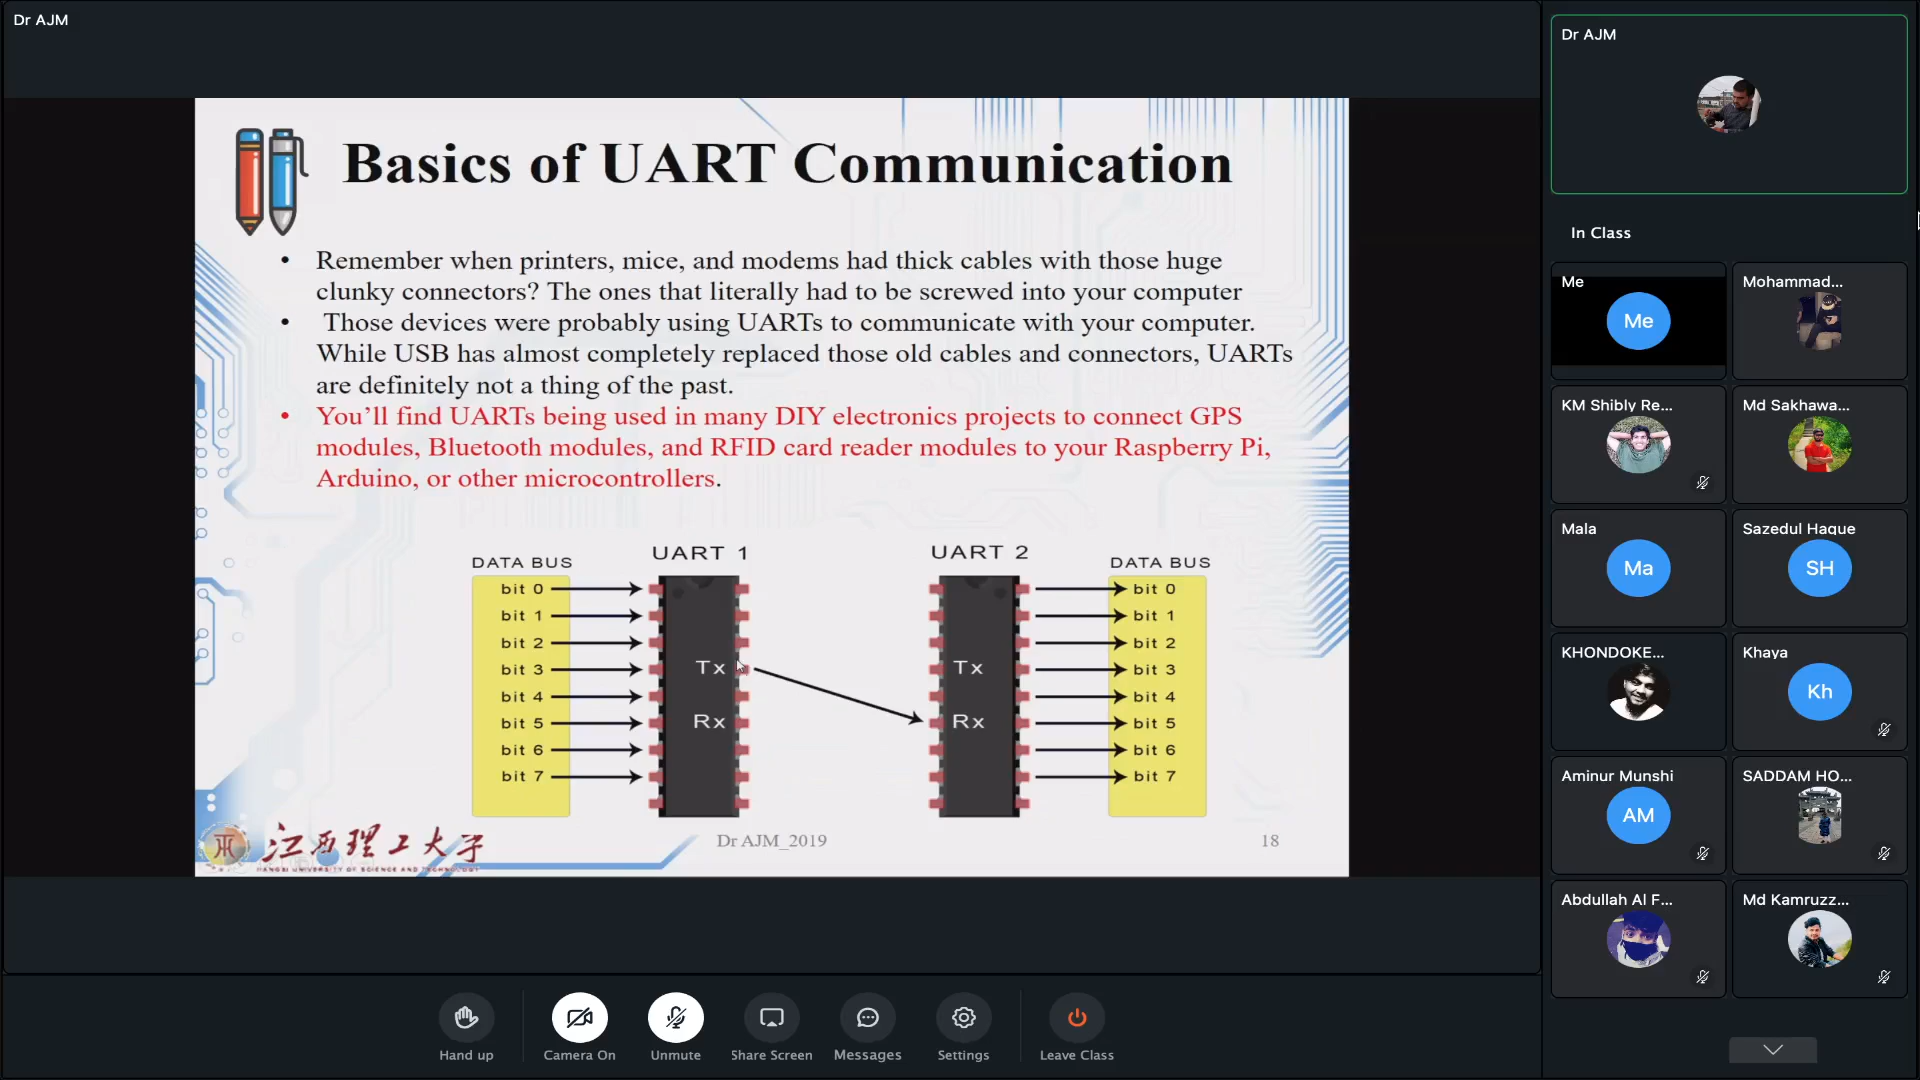 Dr AJM
Basics of UART Communication
• Remember when printers, mice, and modems had thick cables with those huge
clunky connectors? The ones that literally had to be screwed into your computer
• Those devices were probably using UARTs to communicate with your computer.
While USB has almost completely replaced those old cables and connectors, UARTs
are definitely not a thing of the past.
• You’ll find UARTs being used in many DIY electronics projects to connect GPS
modules, Bluetooth modules, and RFID card reader modules to your Raspberry Pi,
Arduino, or other microcontrollers.
DATA BUS
bit 0
bit 1
bit 2
bit 3
bit 4
bit 5
bit 6
bit 7
UART 1
Tx
Rx
UART 2
Tx
Rx
DATA BUS
bit 0
bit 1
bit 2
bit 3
bit 4
bit 5
bit 6
bit 7
江西理工大学
JIANGXI UNIVERSITY OF SCIENCE AND TECHNOLOGY
Dr AJM_2019
18
Dr AJM
In Class
Me
Me
Mohammad...
KM Shibly Re...
Md Sakhawa...
Mala
Ma
Sazedul Haque
SH
KHONDOKE...
Khaya
Kh
Aminur Munshi
AM
SADDAM HO...
Abdullah Al F...
Md Kamruzz...
Hand up
Camera On
Unmute
Share Screen
Messages
Settings
Leave Class